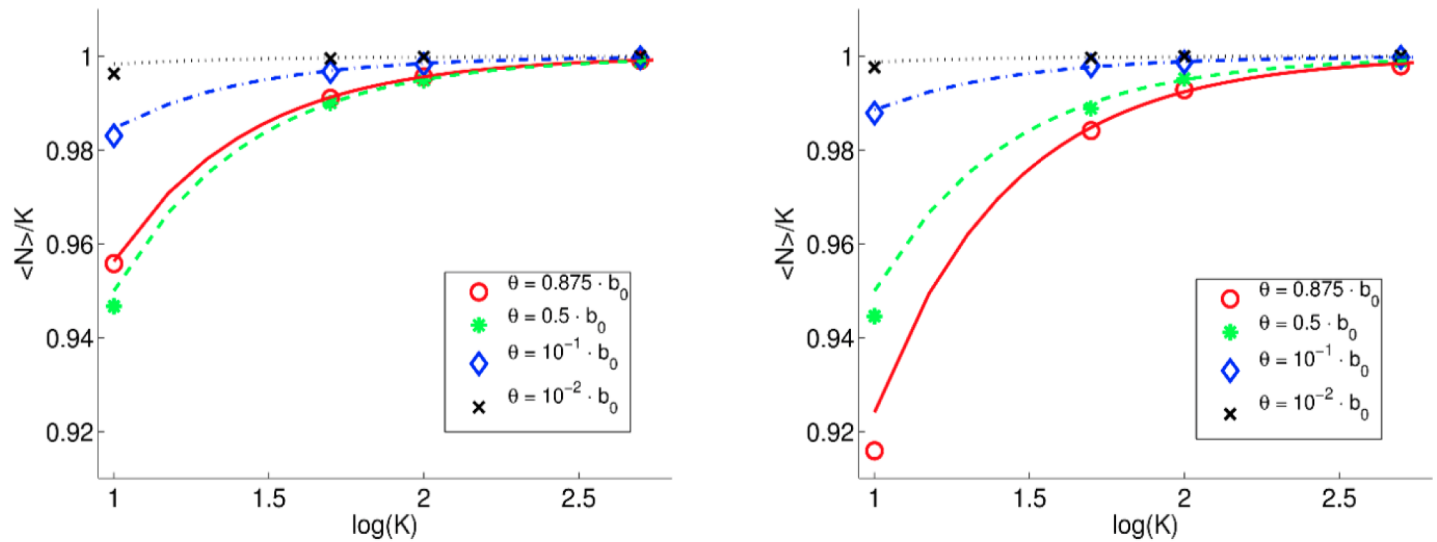 1
0.98
0.96
0.94
0.92
<N>/K
1
1.5
2
2.5
log(K)
θ = 0.875 · b₀
θ = 0.5 · b₀
θ = 10⁻¹ · b₀
θ = 10⁻² · b₀
1
0.98
0.96
0.94
0.92
<N>/K
1
1.5
2
2.5
log(K)
θ = 0.875 · b₀
θ = 0.5 · b₀
θ = 10⁻¹ · b₀
θ = 10⁻² · b₀